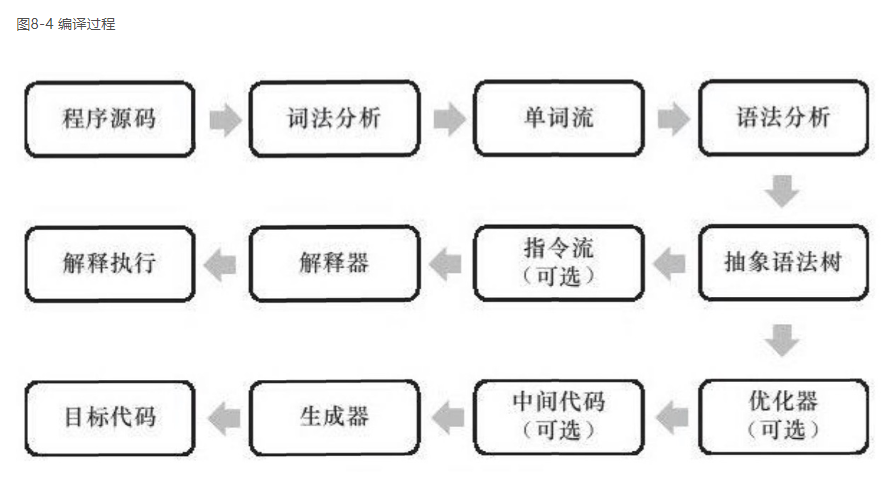 图8-4 编译过程
程序源码
词法分析
单词流
语法分析
解释执行
解释器
指令流
（可选）
抽象语法树
目标代码
生成器
中间代码
（可选）
优化器
（可选）